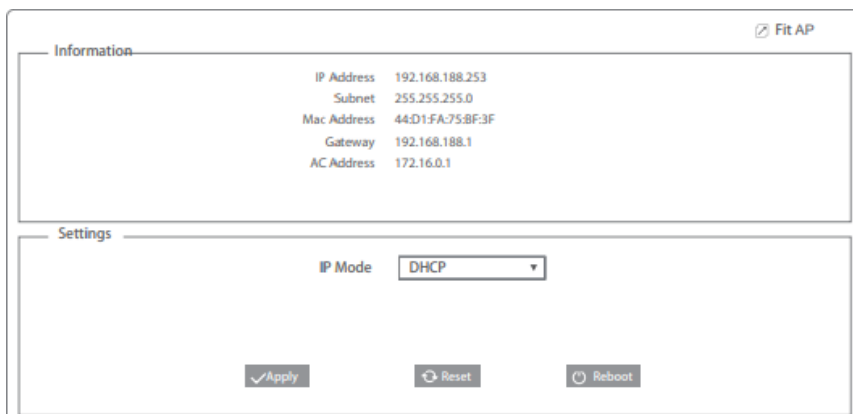 Fit AP
Information
IP Address 192.168.188.253
Subnet 255.255.255.0
Mac Address 44:D1:FA:75:BF:3F
Gateway 192.168.188.1
AC Address 172.16.0.1
Settings
IP Mode DHCP
Apply Reset Reboot